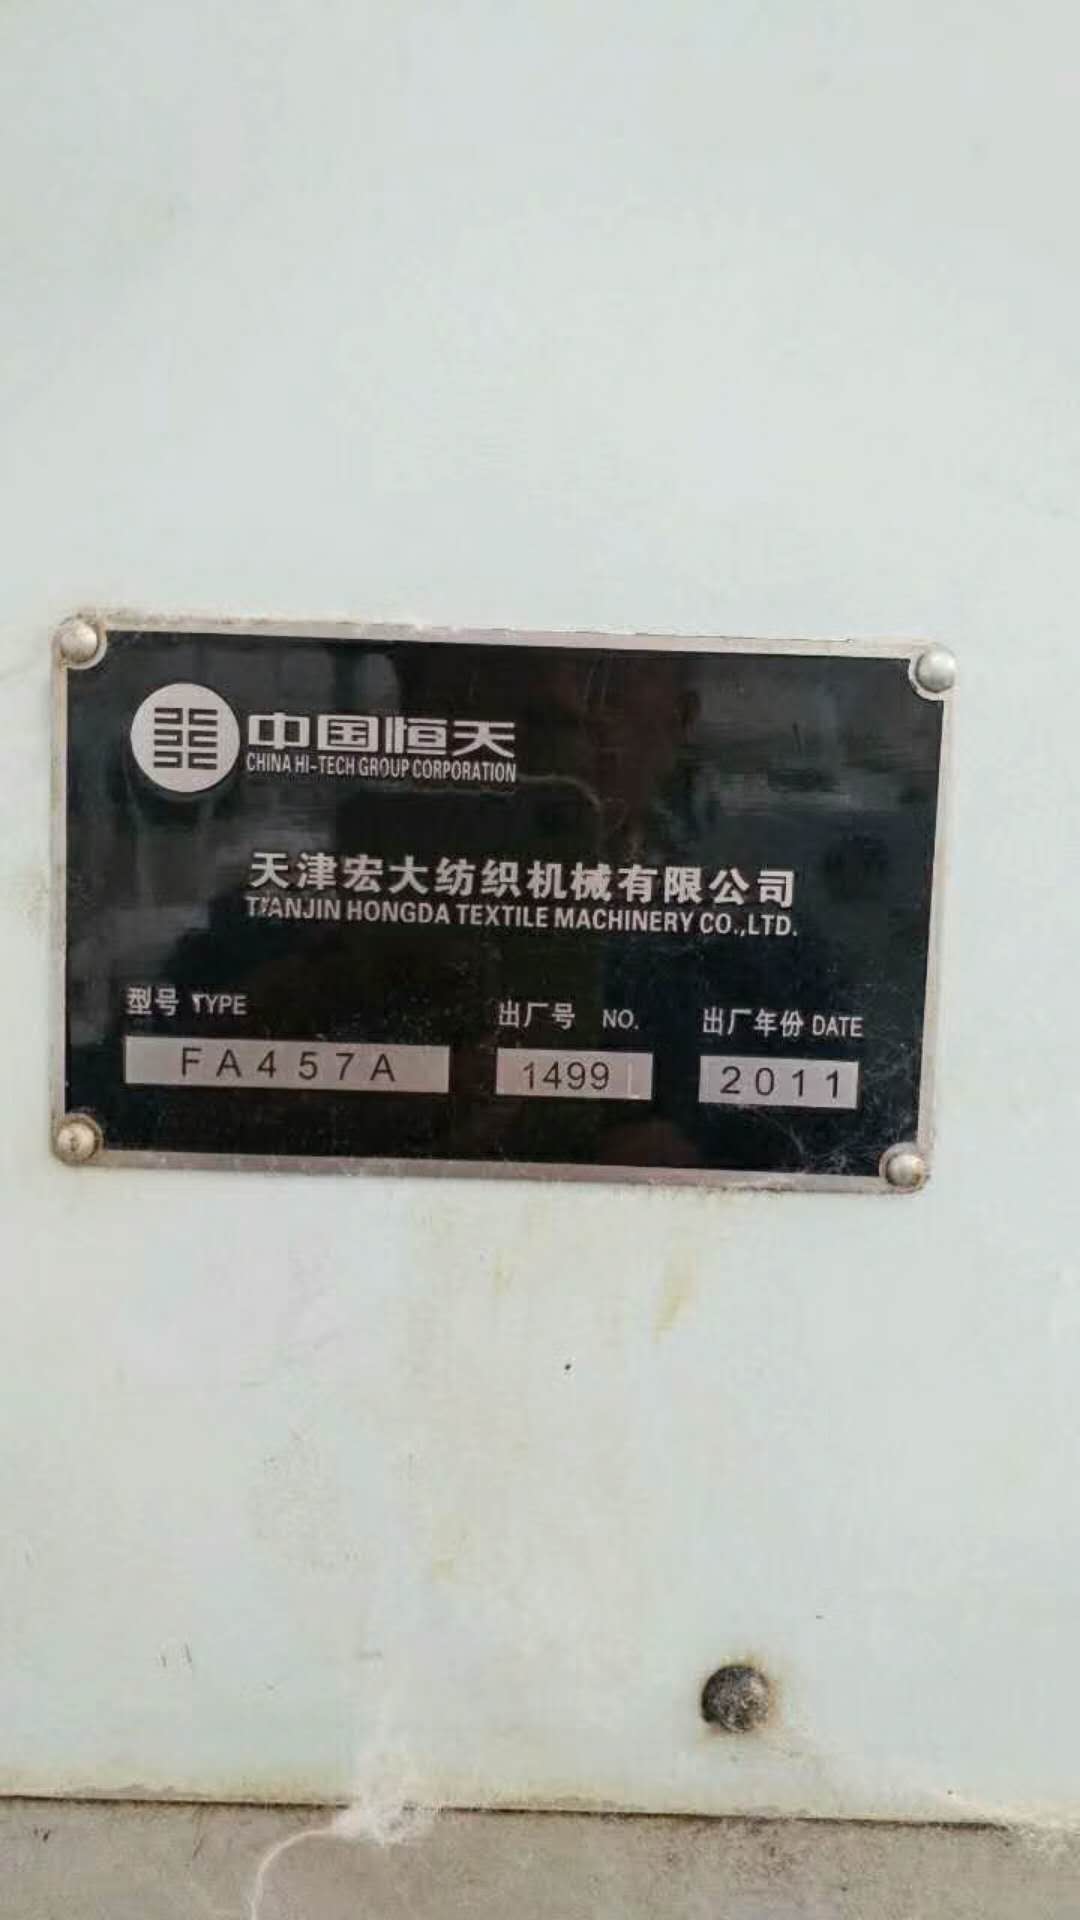 中国恒天
CHINA HI-TECH GROUP CORPORATION
天津宏大纺织机械有限公司
TIANJIN HONGDA TEXTILE MACHINERY CO.,LTD.
型号 TYPE 出厂号 NO. 出厂年份 DATE
FA457A 1499 2011